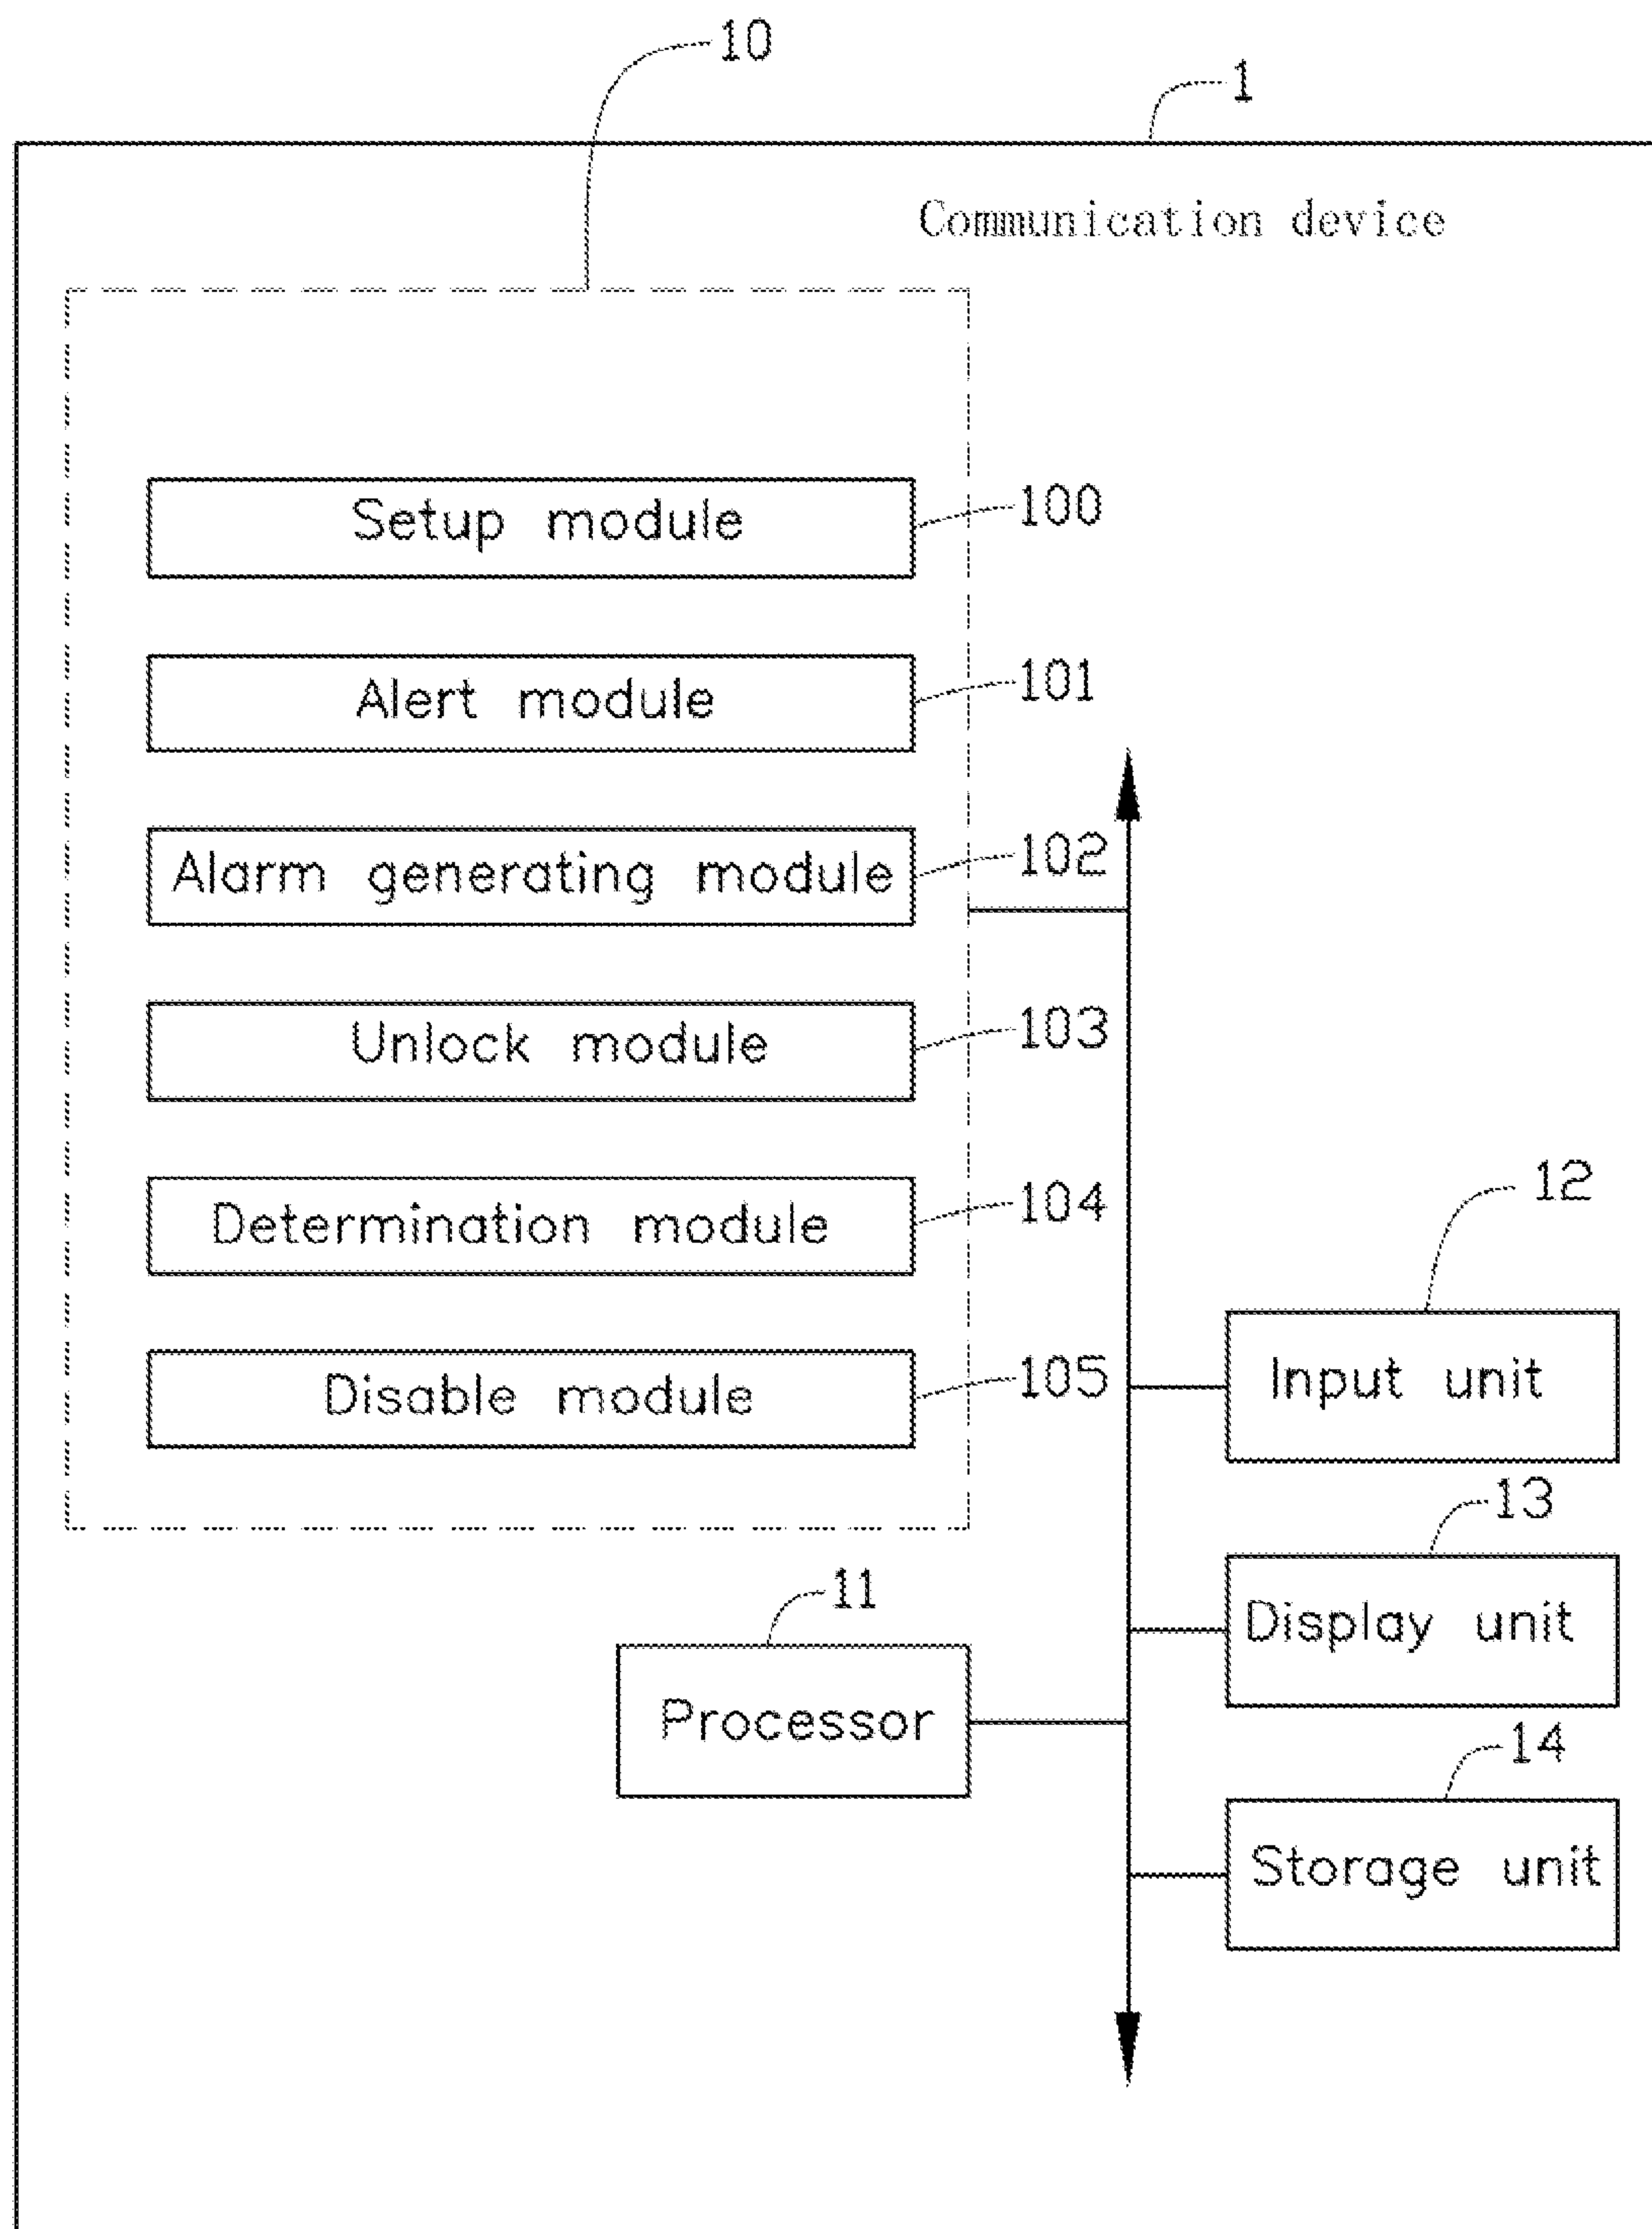 10
1
Communication device
Setup module
100
Alert module
101
Alarm generating module
102
Unlock module
103
Determination module
104
12
Disable module
105
Input unit
13
11
Display unit
Processor
14
Storage unit